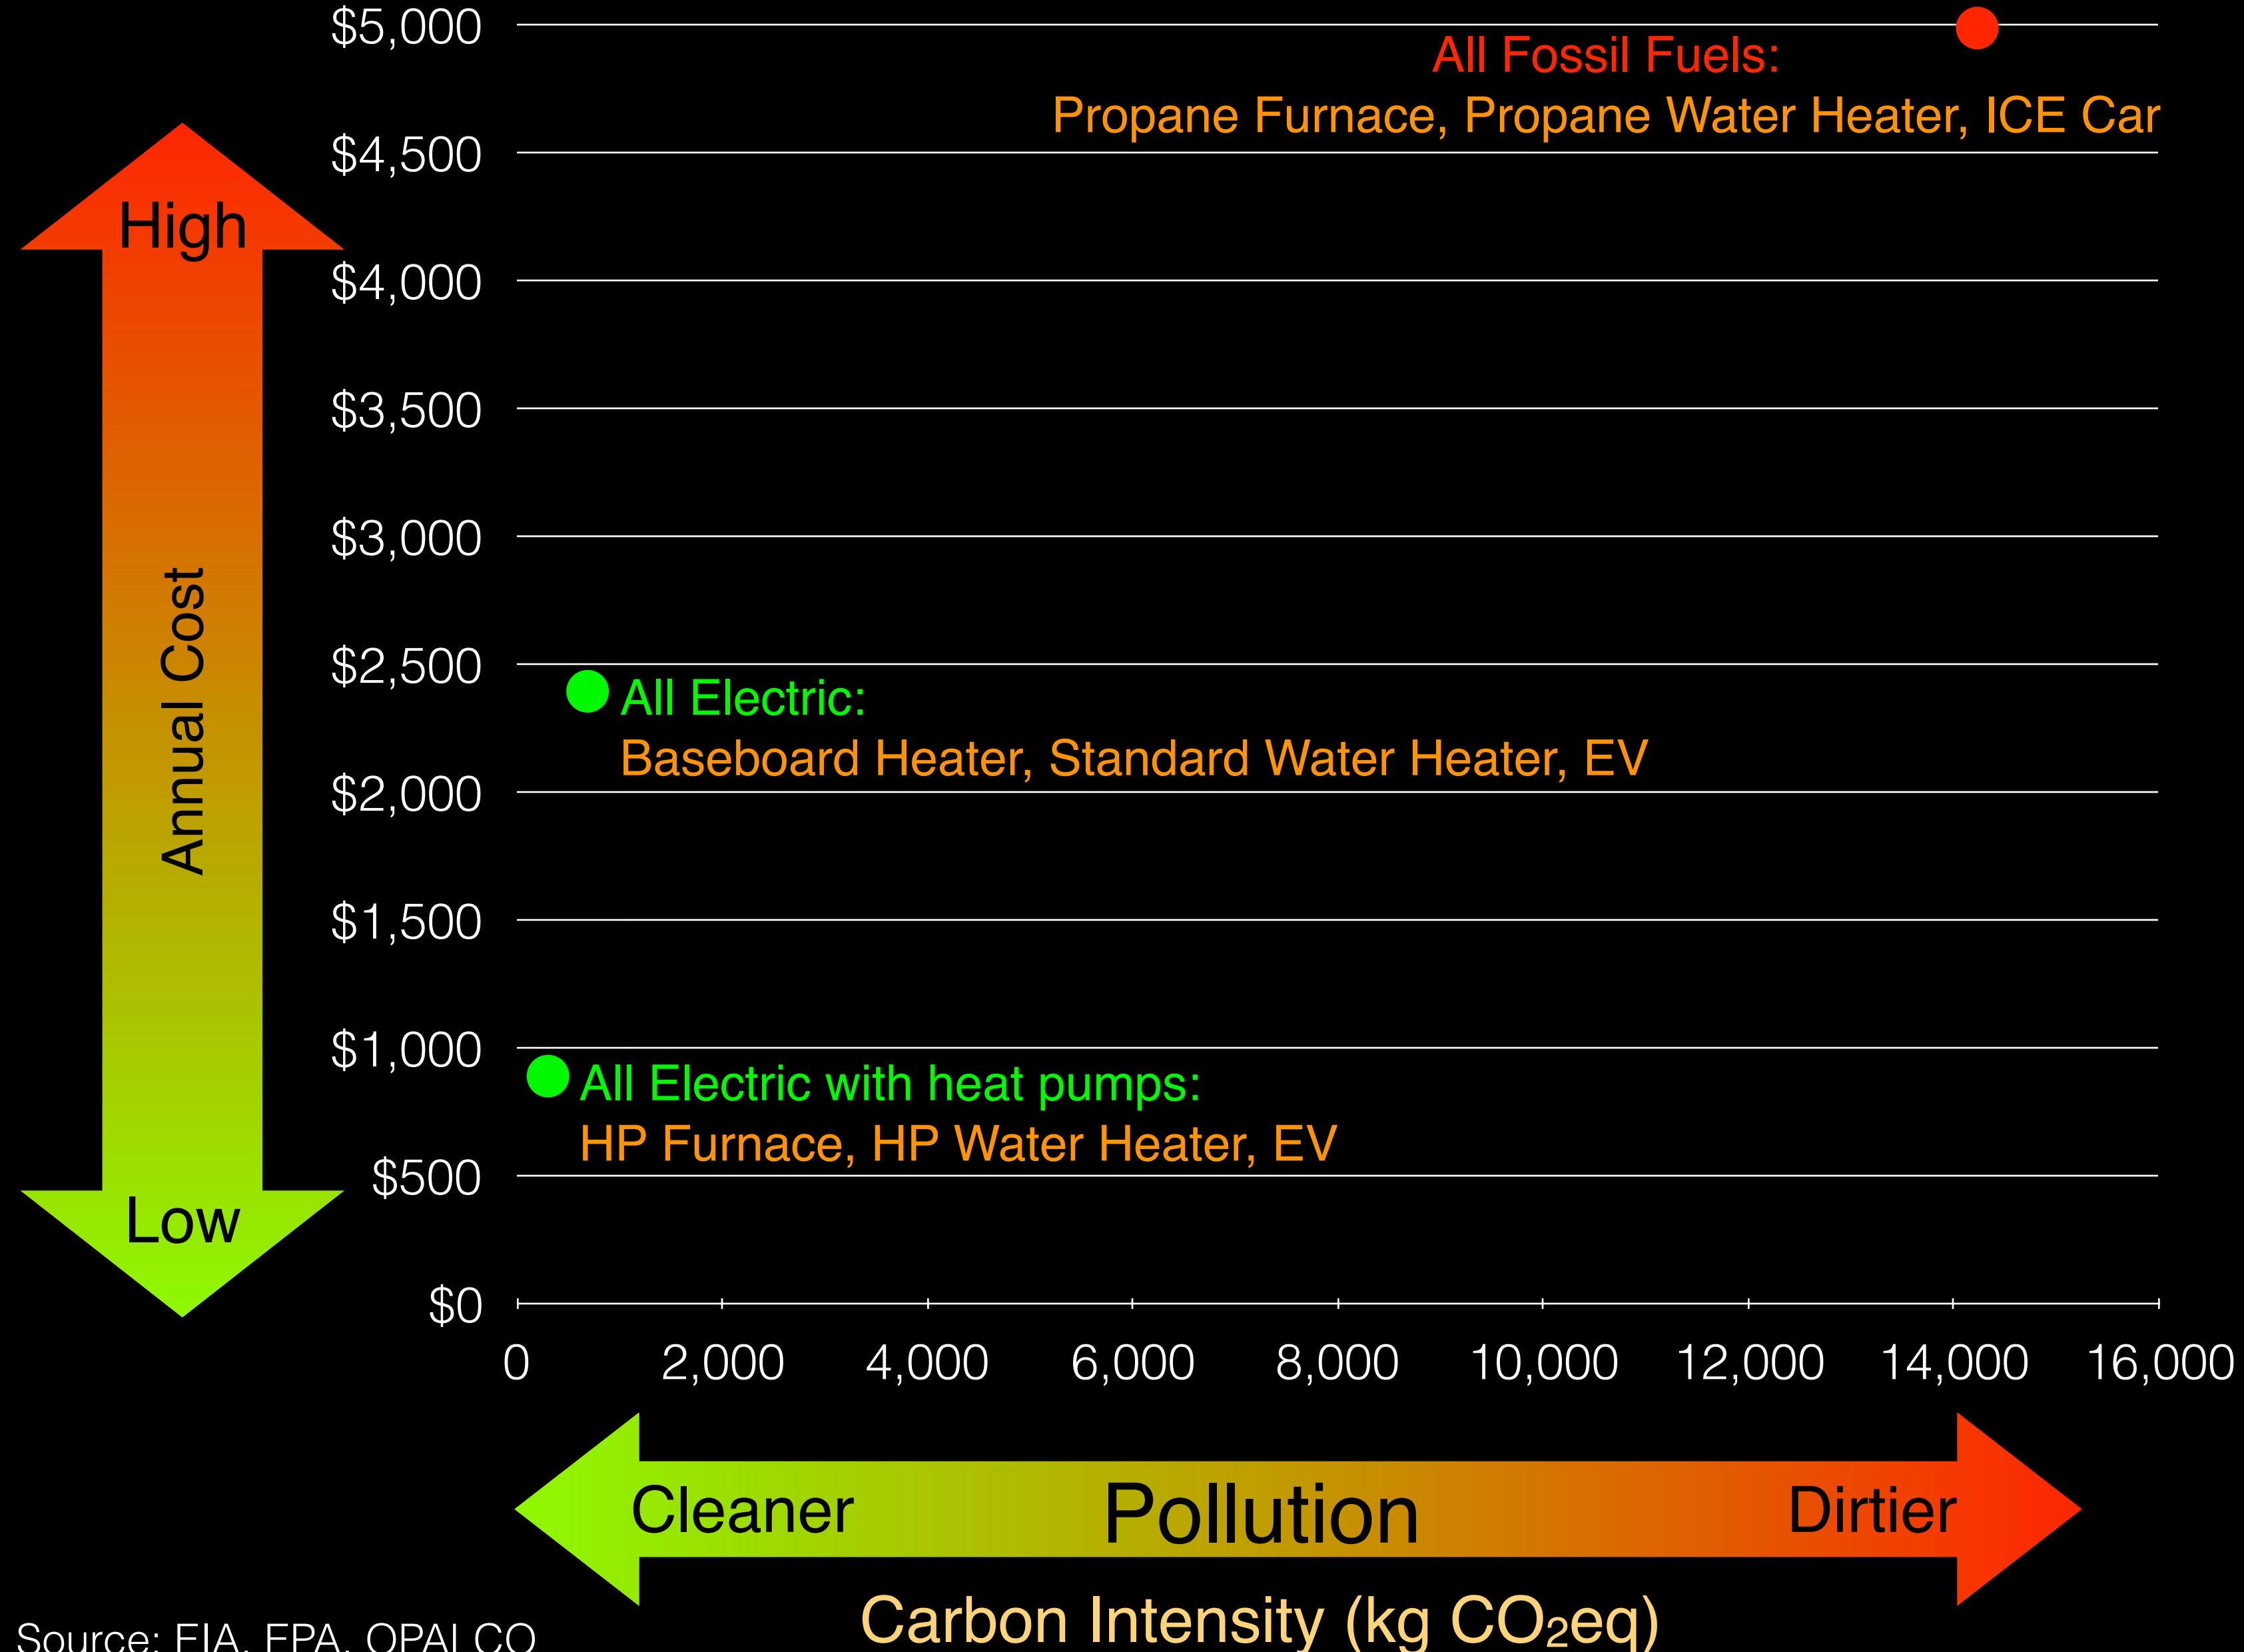 $5,000
All Fossil Fuels:
Propane Furnace, Propane Water Heater, ICE Car
$4,500
High
$4,000
$3,500
$3,000
Annual Cost
$2,500
All Electric:
Baseboard Heater, Standard Water Heater, EV
$2,000
$1,500
$1,000
All Electric with heat pumps:
HP Furnace, HP Water Heater, EV
$500
Low
$0
0 2,000 4,000 6,000 8,000 10,000 12,000 14,000 16,000
Cleaner Pollution Dirtier
Carbon Intensity (kg CO₂eq)
Source: EIA, EPA, OPALCO